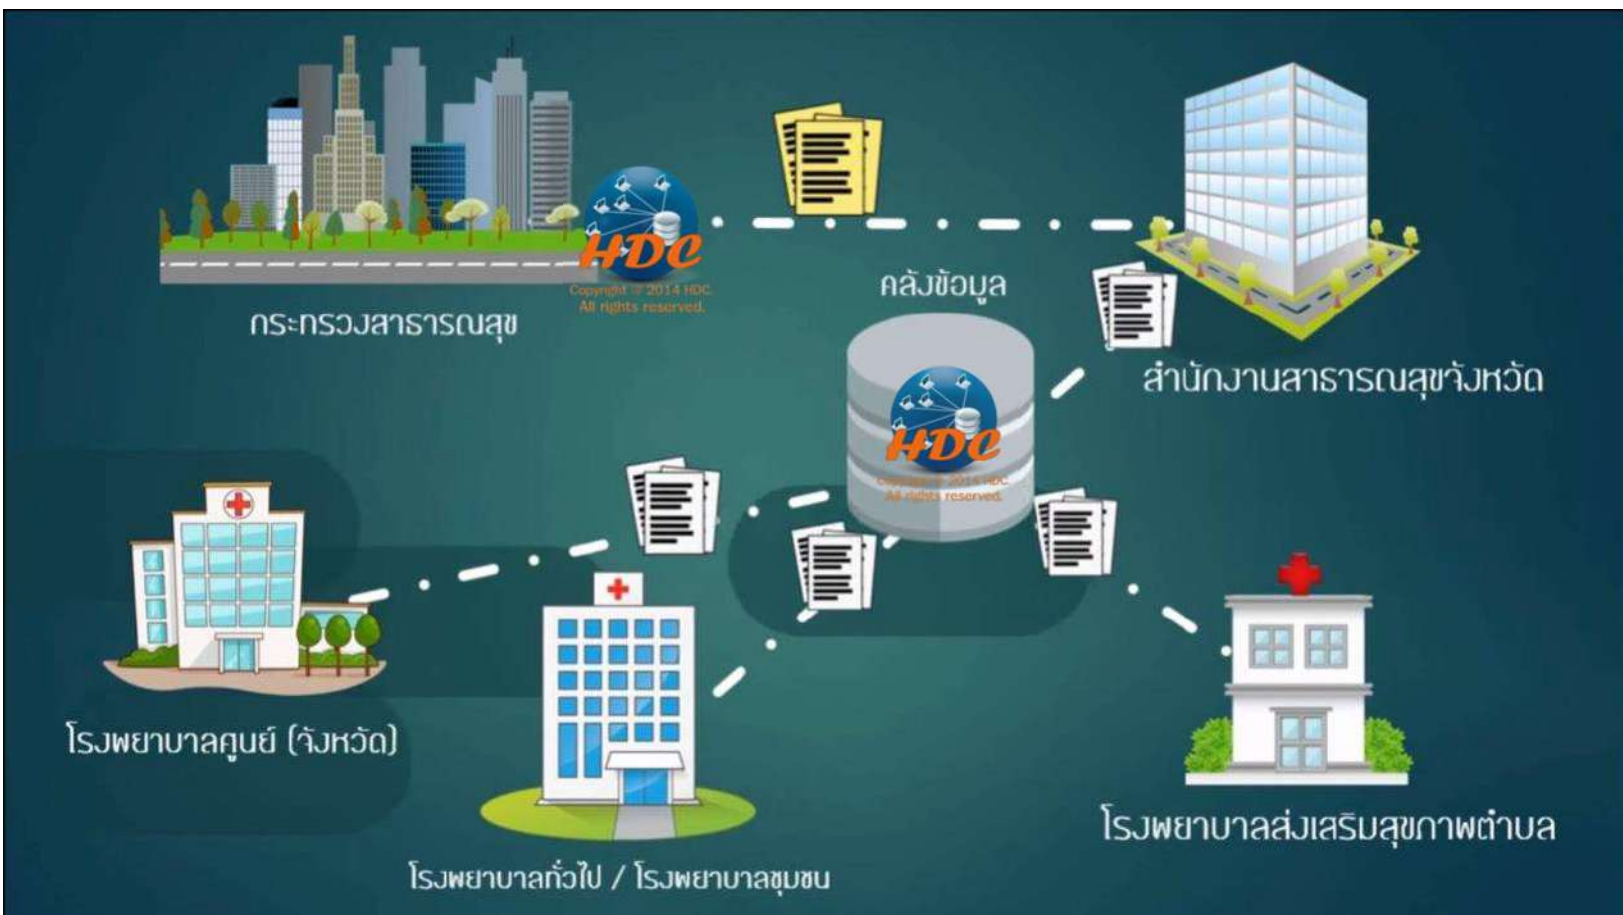 HDC
Copyright © 2014 HDC.
All rights reserved.
กระทรวงสาธารณสุข
คลังข้อมูล
สำนักงานสาธารณสุขจังหวัด
HDC
Copyright © 2014 HDC.
All rights reserved.
โรงพยาบาลศูนย์ (จังหวัด)
โรงพยาบาลทั่วไป / โรงพยาบาลชุมชน
โรงพยาบาลส่งเสริมสุขภาพตำบล